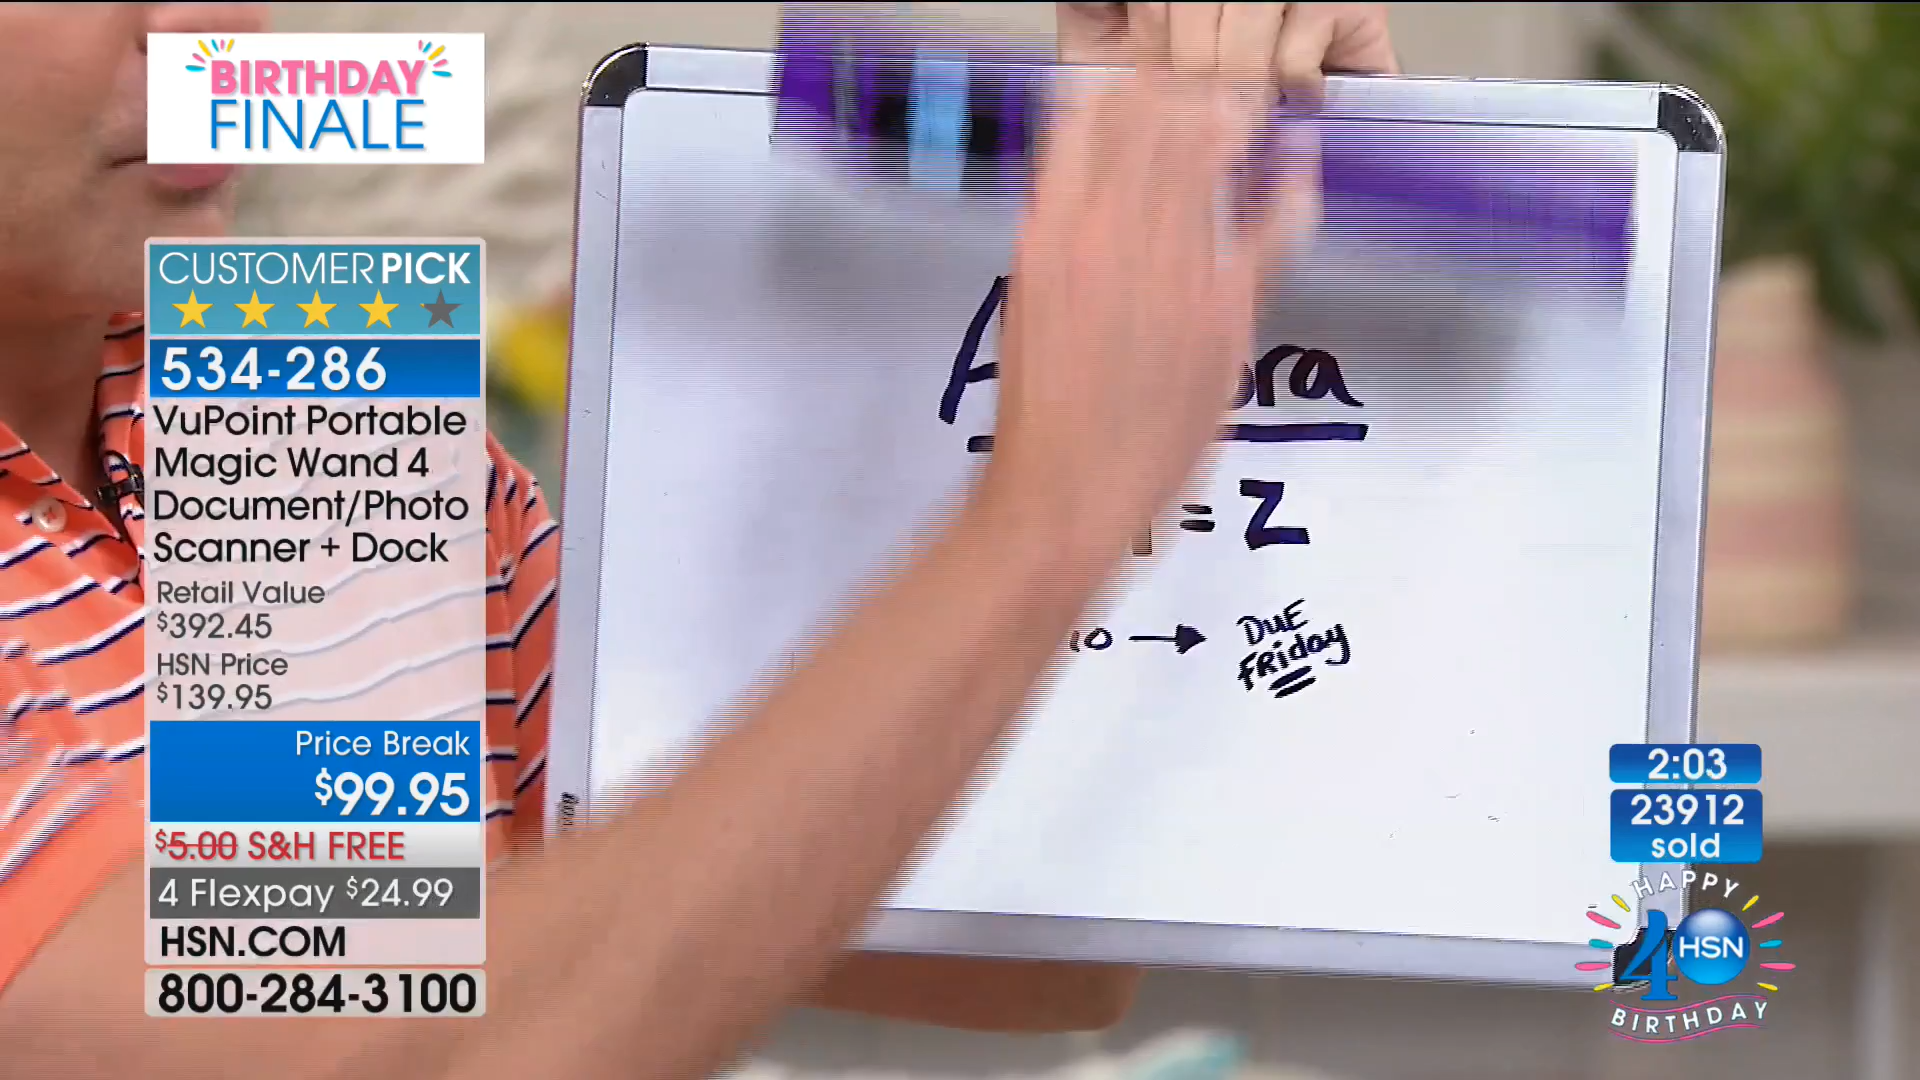 BIRTHDAY
FINALE
CUSTOMER PICK
534-286
VuPoint Portable
Magic Wand 4
Document/Photo
Scanner + Dock
Retail Value
$392.45
HSN Price
$139.95
Price Break
$99.95
$5.00 S&H FREE
4 Flexpay $24.99
HSN.COM
800-284-3100
= Z
10 → DUE
FRiday
2:03
23912
sold
HAPPY
40
HSN
BIRTHDAY